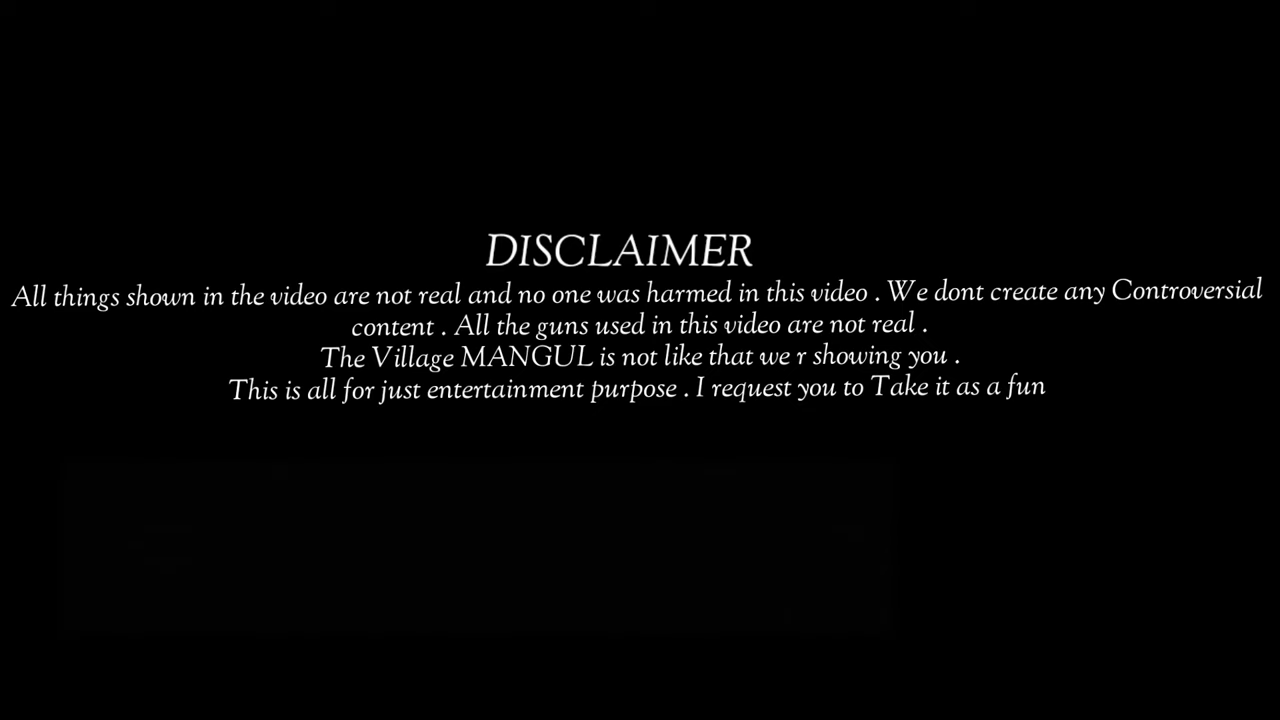 DISCLAIMER
All things shown in the video are not real and no one was harmed in this video . We dont create any Controversial
content . All the guns used in this video are not real .
The Village MANGUL is not like that we r showing you .
This is all for just entertainment purpose . I request you to Take it as a fun